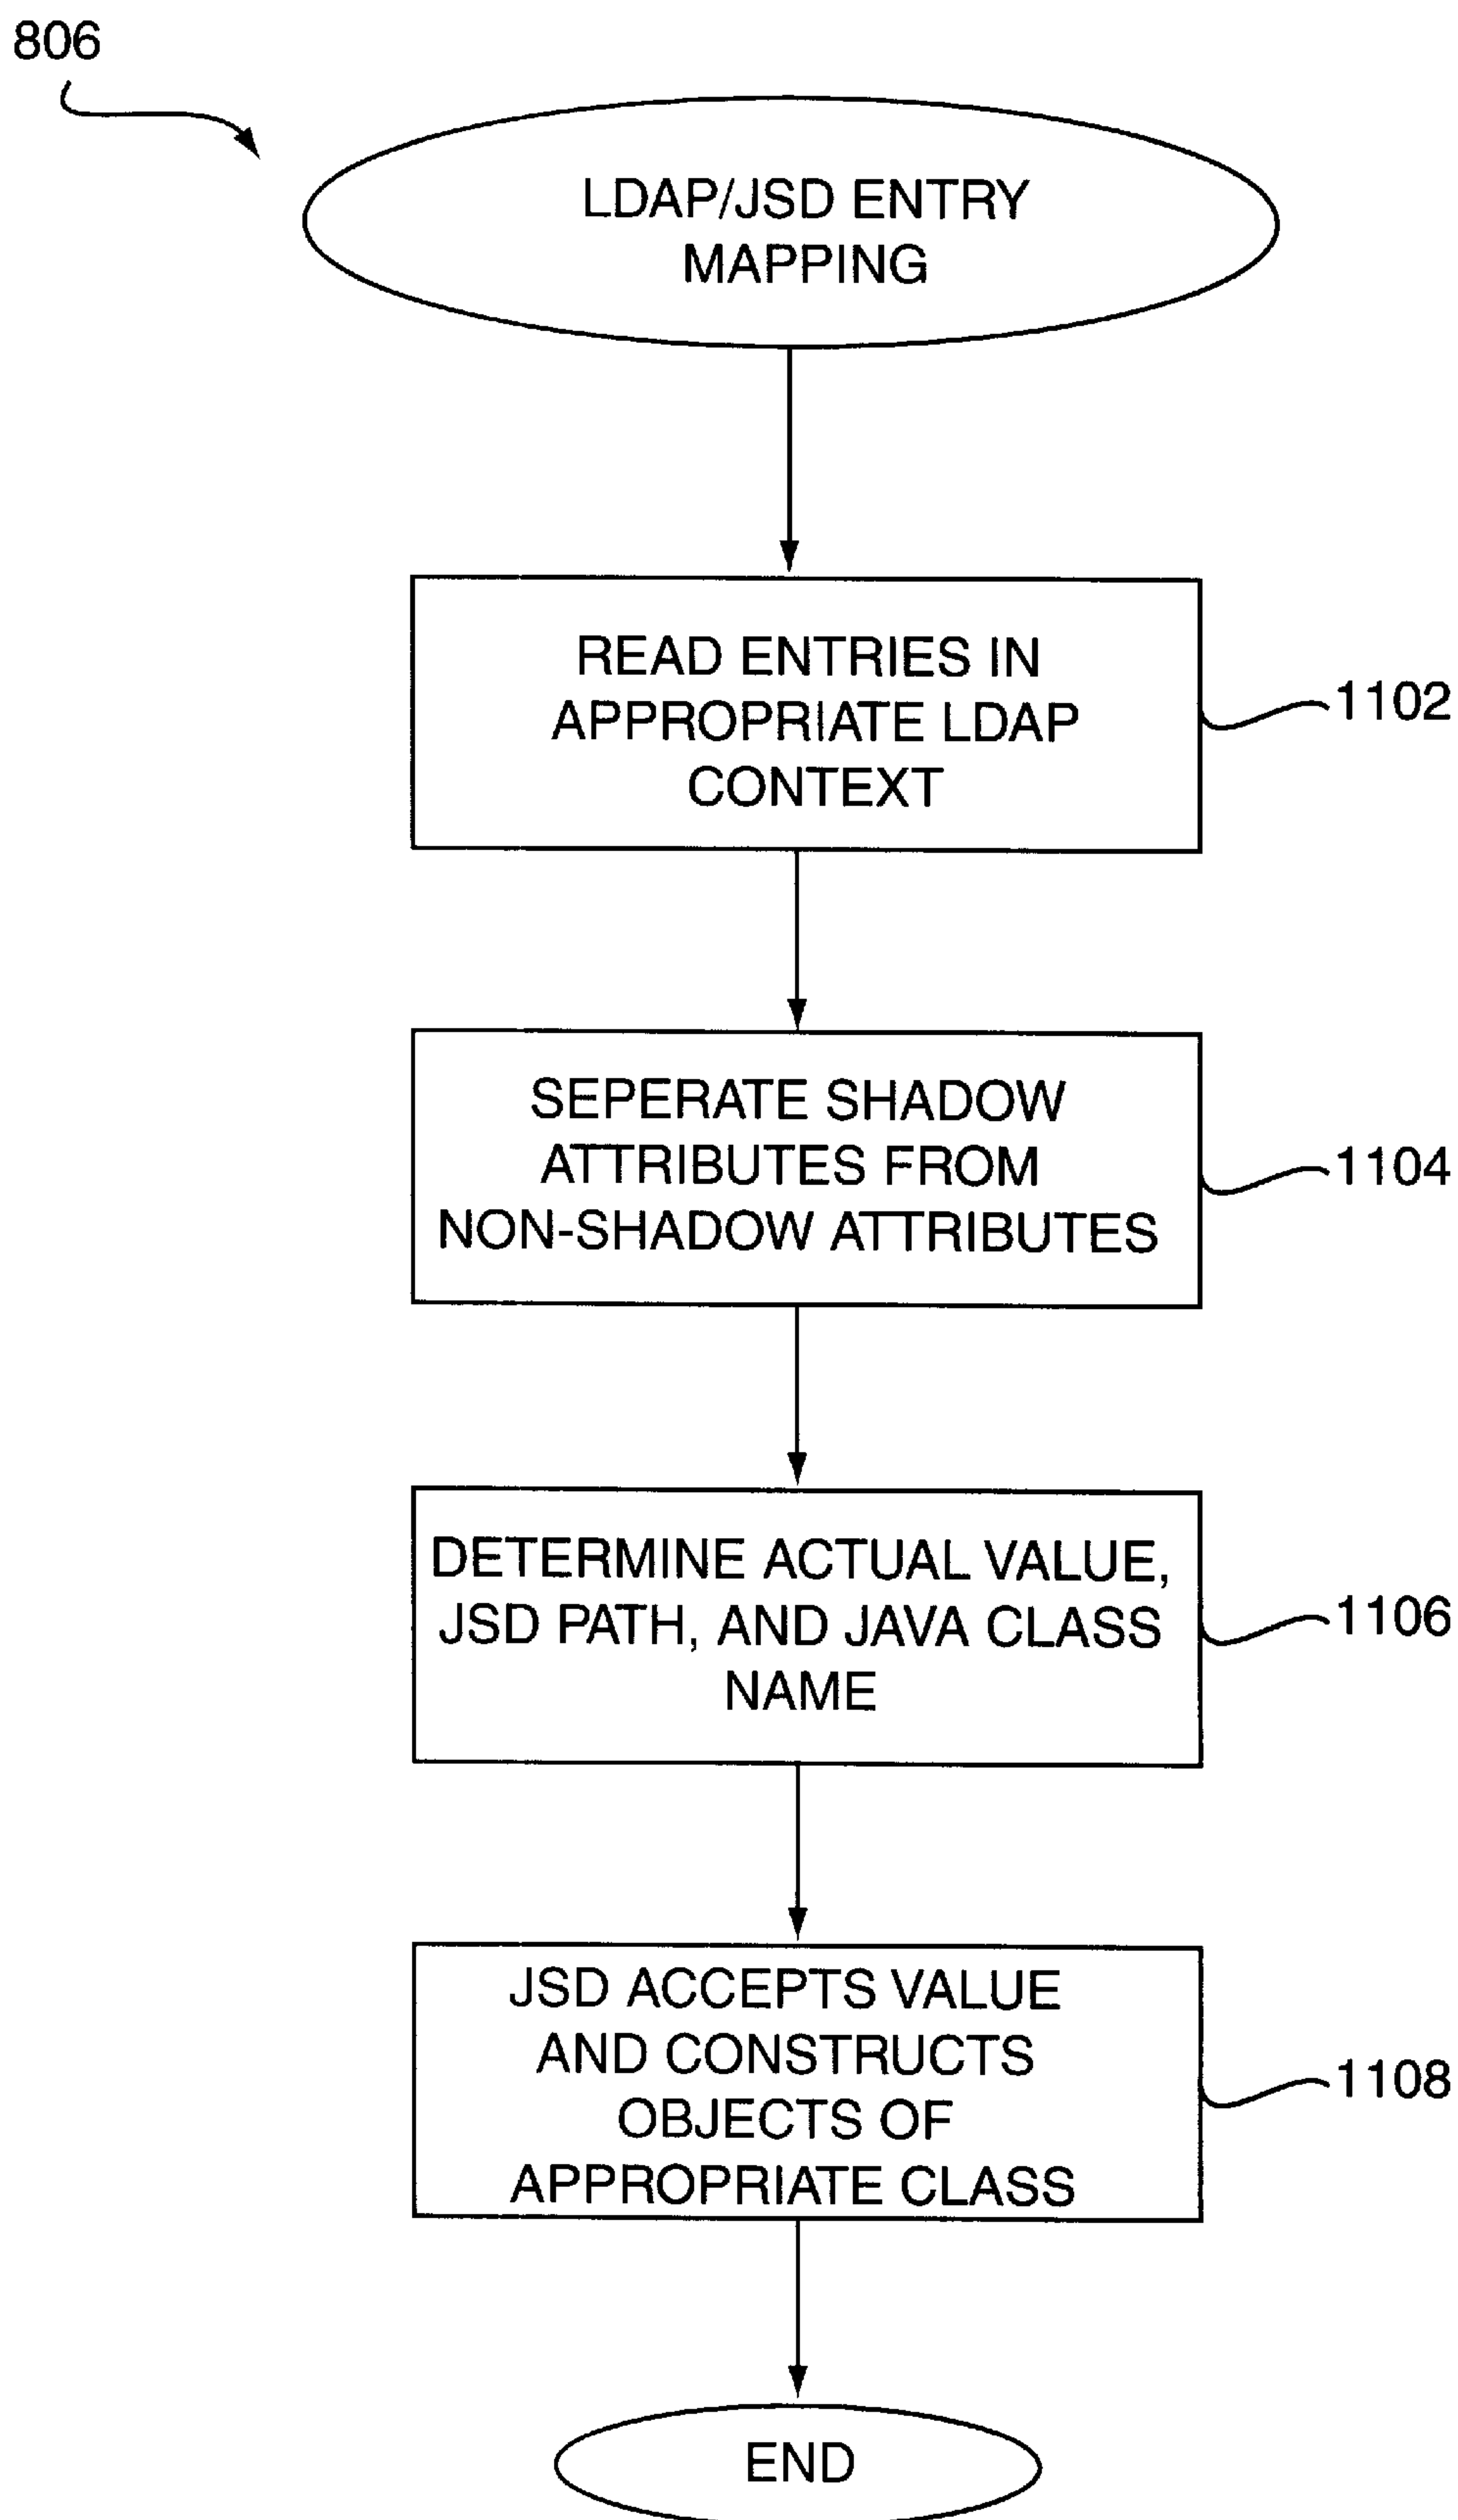 806
LDAP/JSD ENTRY
MAPPING
READ ENTRIES IN
APPROPRIATE LDAP
CONTEXT
1102
SEPERATE SHADOW
ATTRIBUTES FROM
NON-SHADOW ATTRIBUTES
1104
DETERMINE ACTUAL VALUE,
JSD PATH, AND JAVA CLASS
NAME
1106
JSD ACCEPTS VALUE
AND CONSTRUCTS
OBJECTS OF
APPROPRIATE CLASS
1108
END